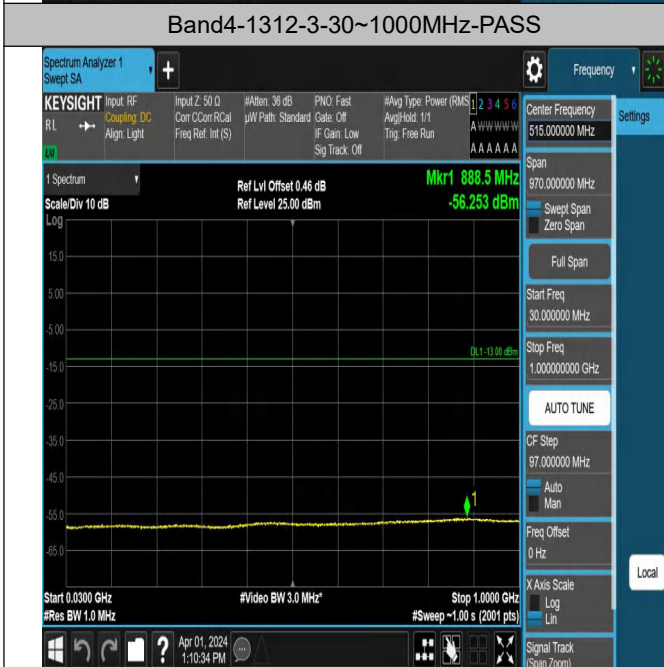 Band4-1312-3-30~1000MHz-PASS
Spectrum Analyzer 1
Swept SA
Frequency
KEYSIGHT
RL
LXI
Input: RF
Coupling: DC
Align: Light
Input Z: 50 Ω
Corr CCorr RCal
Freq Ref: Int (S)
#Atten: 36 dB
µW Path: Standard
PNO: Fast
Gate: Off
IF Gain: Low
Sig Track: Off
#Avg Type: Power (RMS)
Avg|Hold: 1/1
Trig: Free Run
1 2 3 4 5 6
A W W W W W
A A A A A A
1 Spectrum
Scale/Div 10 dB
Log
Ref Lvl Offset 0.46 dB
Ref Level 25.00 dBm
Mkr1 888.5 MHz
-56.253 dBm
15.0
5.00
-5.00
-15.0
-25.0
-35.0
-45.0
-55.0
-65.0
DL1 -13.00 dBm
1
Start 0.0300 GHz
#Res BW 1.0 MHz
#Video BW 3.0 MHz*
Stop 1.0000 GHz
#Sweep ~1.00 s (2001 pts)
Center Frequency
515.000000 MHz
Span
970.000000 MHz
Swept Span
Zero Span
Full Span
Start Freq
30.000000 MHz
Stop Freq
1.000000000 GHz
AUTO TUNE
CF Step
97.000000 MHz
Auto
Man
Freq Offset
0 Hz
X Axis Scale
Log
Lin
Signal Track
(Span Zoom)
Settings
Local
?
Apr 01, 2024
1:10:34 PM